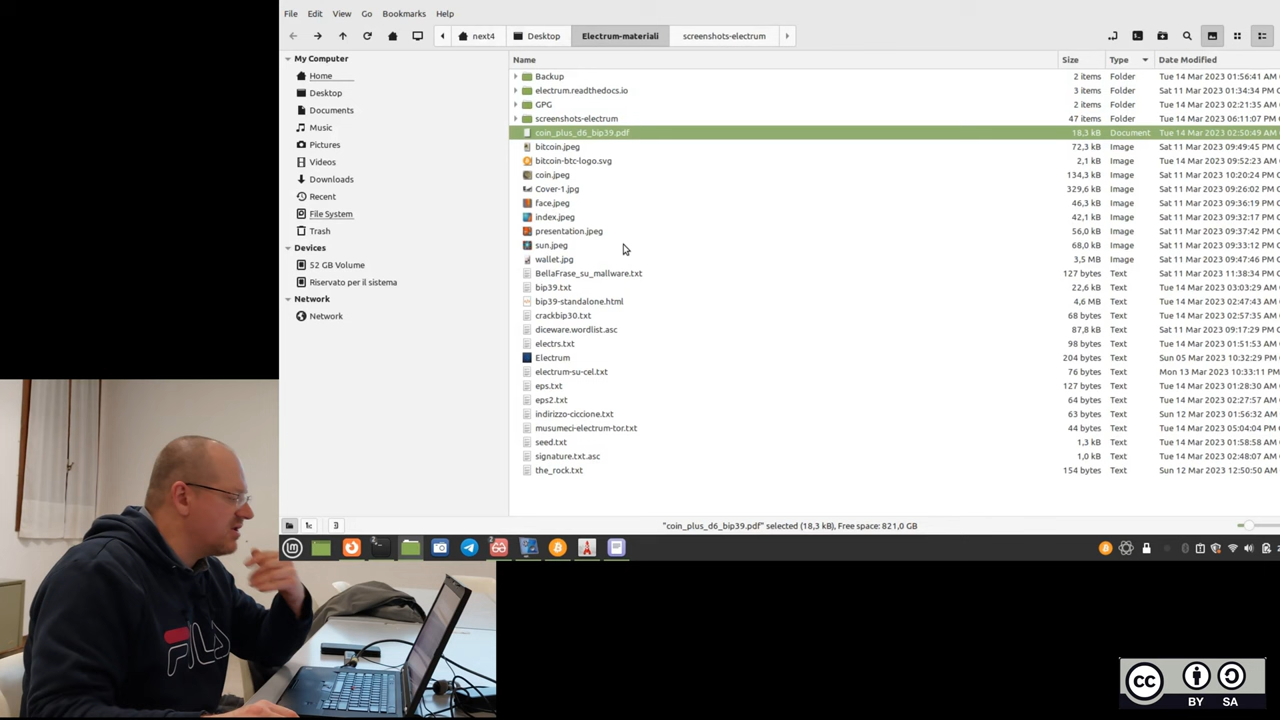 File Edit View Go Bookmarks Help
next4 Desktop Electrum-materiali screenshots-electrum
My Computer
Home
Desktop
Documents
Music
Pictures
Videos
Downloads
Recent
File System
Trash
Devices
52 GB Volume
Riservato per il sistema
Network
Network
Name Size Type Date Modified
Backup 2 items Folder Tue 14 Mar 2023 01:56:41 AM
electrum.readthedocs.io 3 items Folder Sat 11 Mar 2023 01:34:34 PM
GPG 2 items Folder Tue 14 Mar 2023 02:21:35 AM
screenshots-electrum 47 items Folder Tue 14 Mar 2023 06:11:07 PM
coin_plus_d6_bip39.pdf 18,3 kB Document Tue 14 Mar 2023 02:50:49 AM
bitcoin.jpeg 72,3 kB Image Sat 11 Mar 2023 09:49:45 PM
bitcoin-btc-logo.svg 2,1 kB Image Sat 11 Mar 2023 09:52:23 AM
coin.jpeg 134,3 kB Image Sat 11 Mar 2023 10:20:24 PM
Cover-1.jpg 329,6 kB Image Sat 11 Mar 2023 09:26:02 PM
face.jpeg 46,3 kB Image Sat 11 Mar 2023 09:36:19 PM
index.jpeg 42,1 kB Image Sat 11 Mar 2023 09:32:17 PM
presentation.jpeg 56,0 kB Image Sat 11 Mar 2023 09:37:42 PM
sun.jpeg 68,0 kB Image Sat 11 Mar 2023 09:33:12 PM
wallet.jpg 3,5 MB Image Sat 11 Mar 2023 09:47:46 PM
BellaFrase_su_mallware.txt 127 bytes Text Sat 11 Mar 2023 11:38:34 PM
bip39.txt 22,6 kB Text Tue 14 Mar 2023 03:03:29 AM
bip39-standalone.html 4,6 MB Text Tue 14 Mar 2023 02:47:43 AM
crackbip30.txt 68 bytes Text Tue 14 Mar 2023 02:57:35 AM
diceware.wordlist.asc 87,8 kB Text Sat 11 Mar 2023 09:17:29 PM
electrs.txt 98 bytes Text Tue 14 Mar 2023 01:51:53 AM
Electrum 204 bytes Text Sun 05 Mar 2023 10:32:29 PM
electrum-su-cel.txt 76 bytes Text Mon 13 Mar 2023 10:33:11 PM
eps.txt 127 bytes Text Tue 14 Mar 2023 01:28:30 AM
eps2.txt 64 bytes Text Tue 14 Mar 2023 02:27:57 AM
indirizzo-ciccione.txt 63 bytes Text Sun 12 Mar 2023 01:56:32 AM
musumeci-electrum-tor.txt 44 bytes Text Tue 14 Mar 2023 05:04:04 PM
seed.txt 1,3 kB Text Tue 14 Mar 2023 01:58:58 AM
signature.txt.asc 1,0 kB Text Tue 14 Mar 2023 02:48:07 AM
the_rock.txt 154 bytes Text Sun 12 Mar 2023 12:50:50 AM
"coin_plus_d6_bip39.pdf" selected (18,3 kB), Free space: 821,0 GB
FILA
CC BY SA